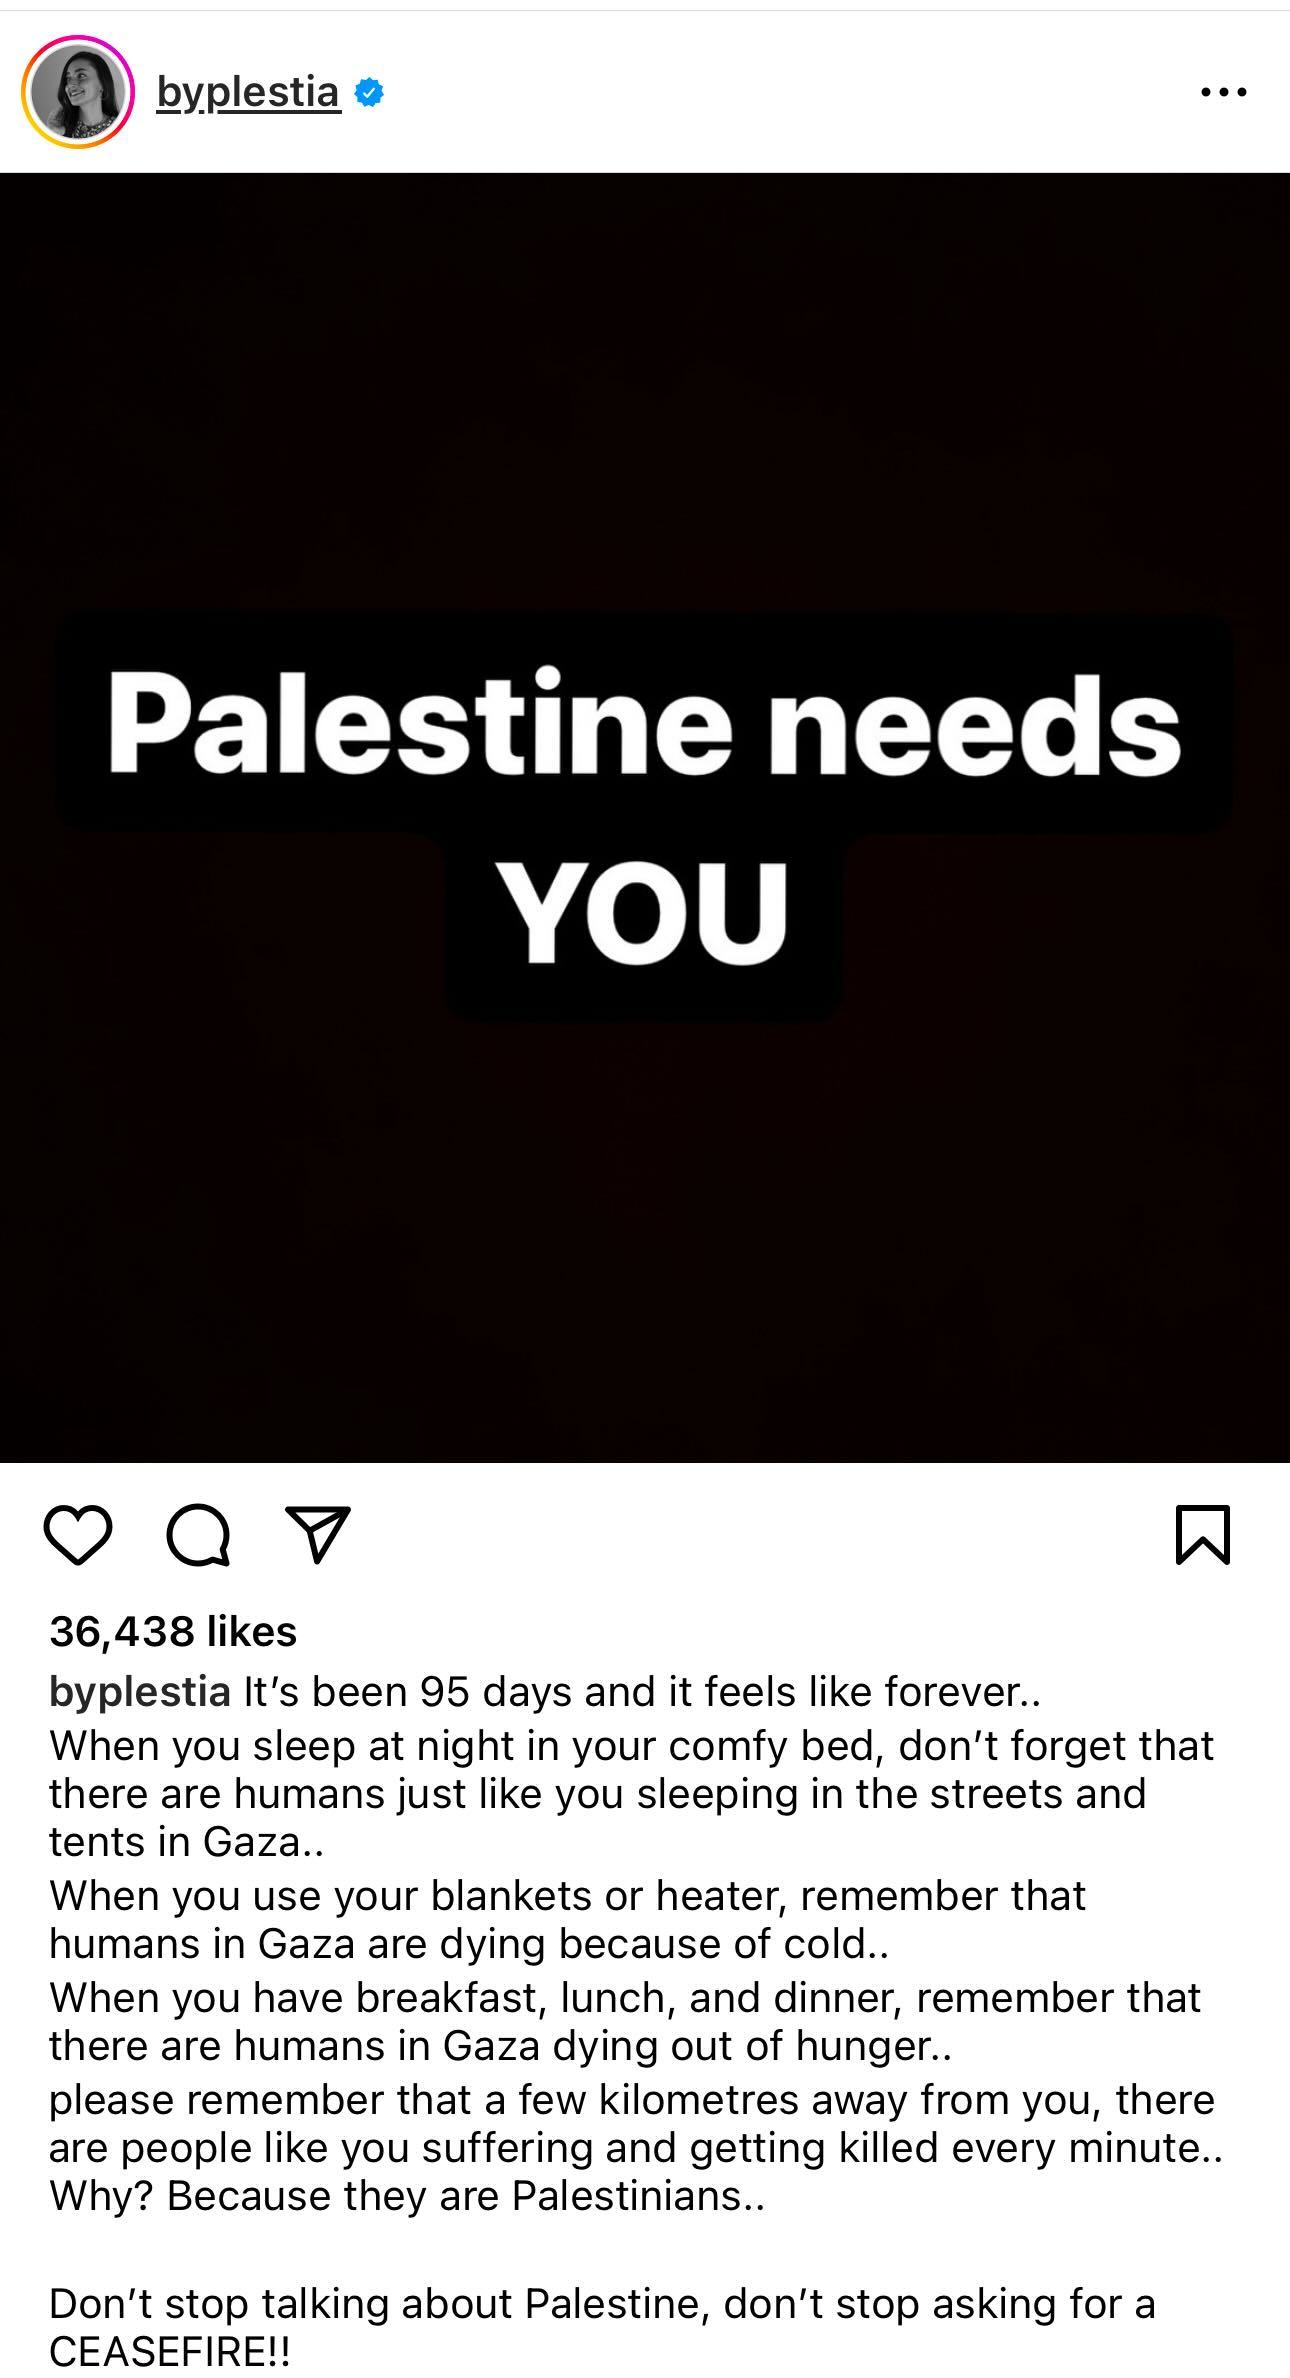 byplestia
Palestine needs
YOU
36,438 likes
byplestia It’s been 95 days and it feels like forever..
When you sleep at night in your comfy bed, don’t forget that
there are humans just like you sleeping in the streets and
tents in Gaza..
When you use your blankets or heater, remember that
humans in Gaza are dying because of cold..
When you have breakfast, lunch, and dinner, remember that
there are humans in Gaza dying out of hunger..
please remember that a few kilometres away from you, there
are people like you suffering and getting killed every minute..
Why? Because they are Palestinians..
Don’t stop talking about Palestine, don’t stop asking for a
CEASEFIRE!!